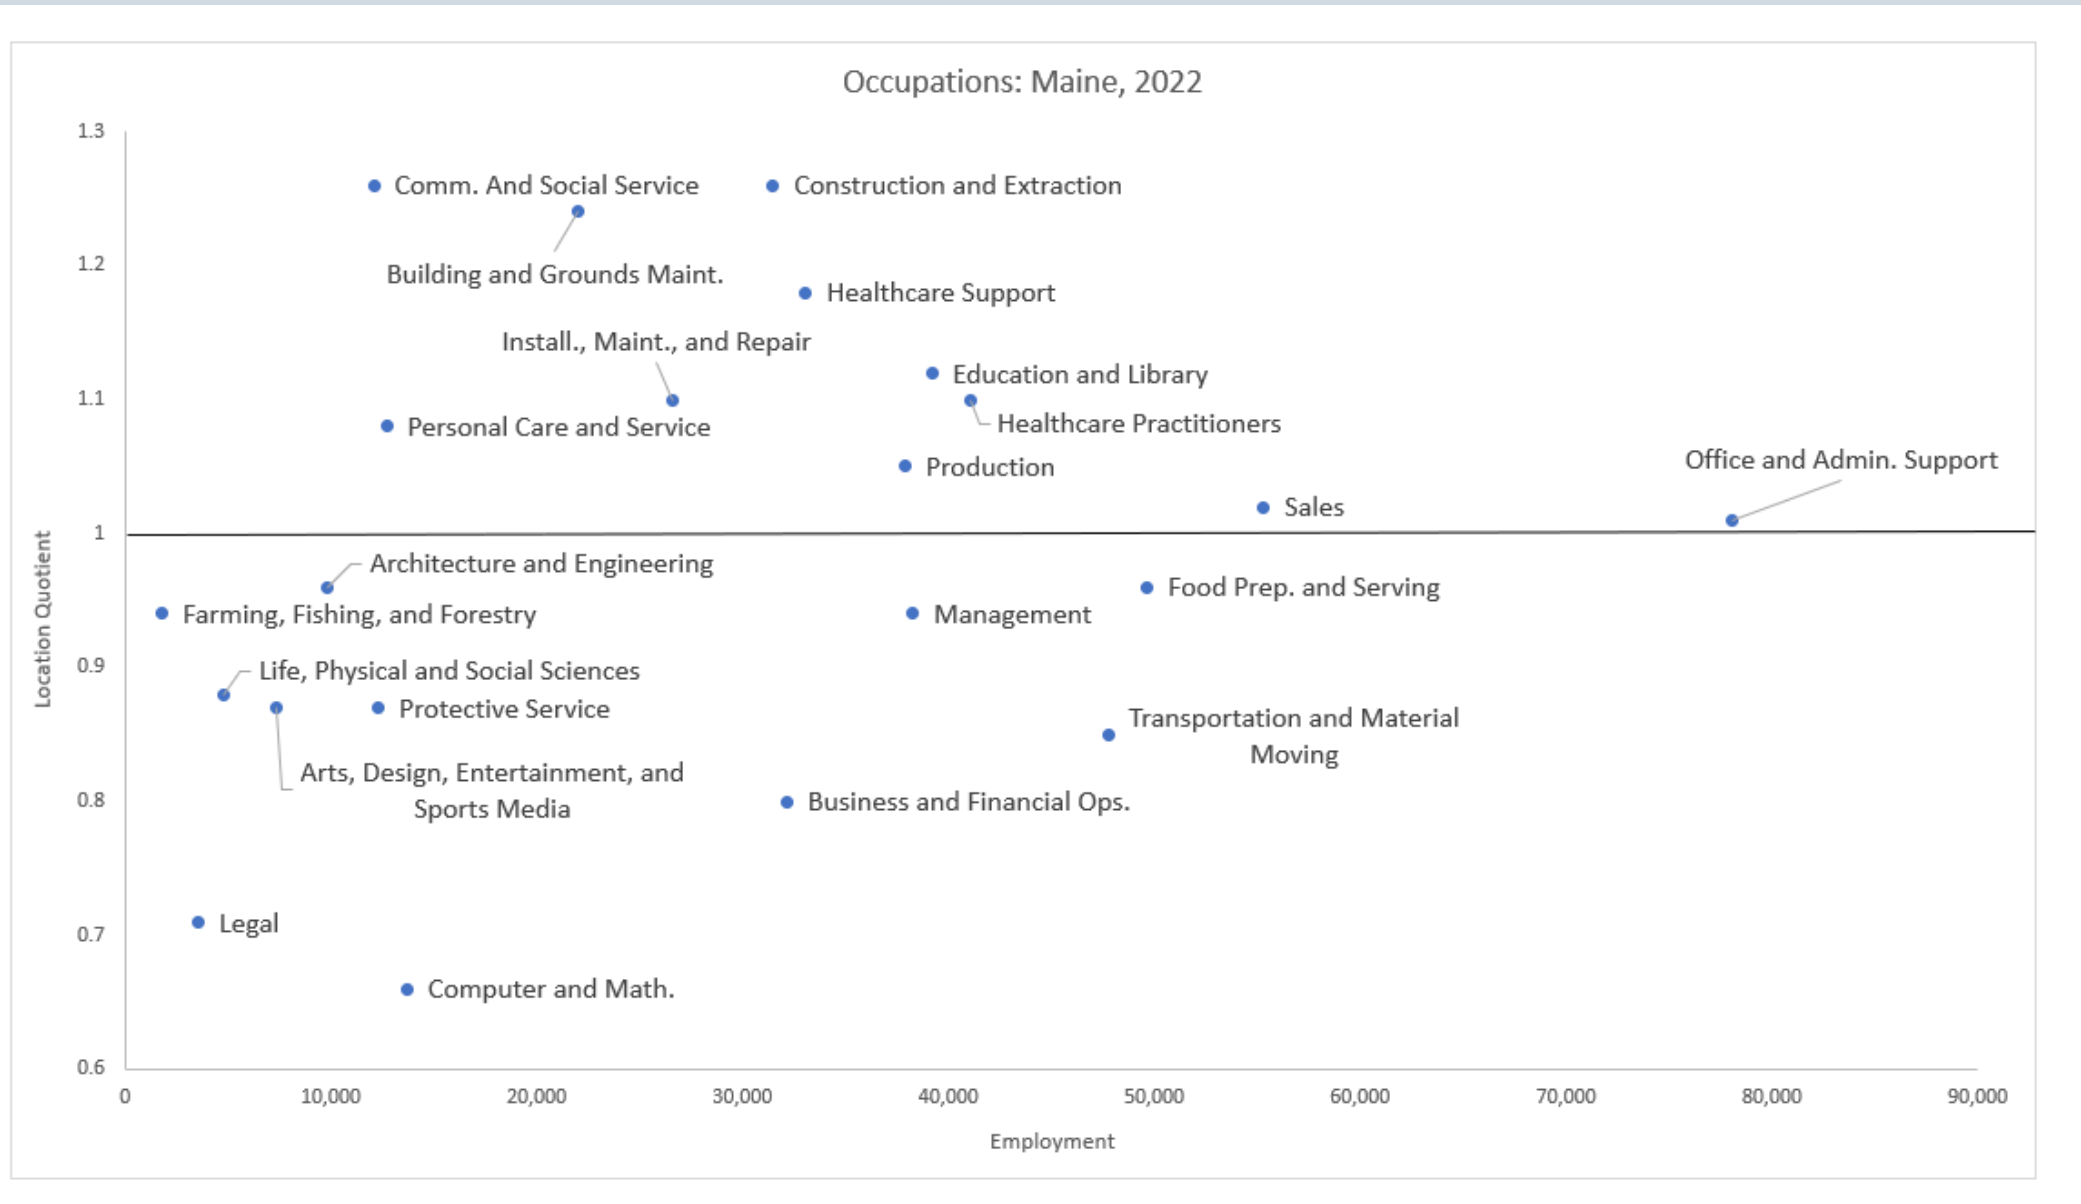 Occupations: Maine, 2022
1.3
Comm. And Social Service
Construction and Extraction
1.2
Building and Grounds Maint.
Healthcare Support
Install., Maint., and Repair
Education and Library
1.1
Healthcare Practitioners
Personal Care and Service
Production
Office and Admin. Support
Sales
1
Architecture and Engineering
Food Prep. and Serving
Farming, Fishing, and Forestry
Management
Location Quotient
0.9
Life, Physical and Social Sciences
Protective Service
Transportation and Material
Moving
Arts, Design, Entertainment, and
Sports Media
0.8
Business and Financial Ops.
Legal
0.7
Computer and Math.
0.6
0 10,000 20,000 30,000 40,000 50,000 60,000 70,000 80,000 90,000
Employment